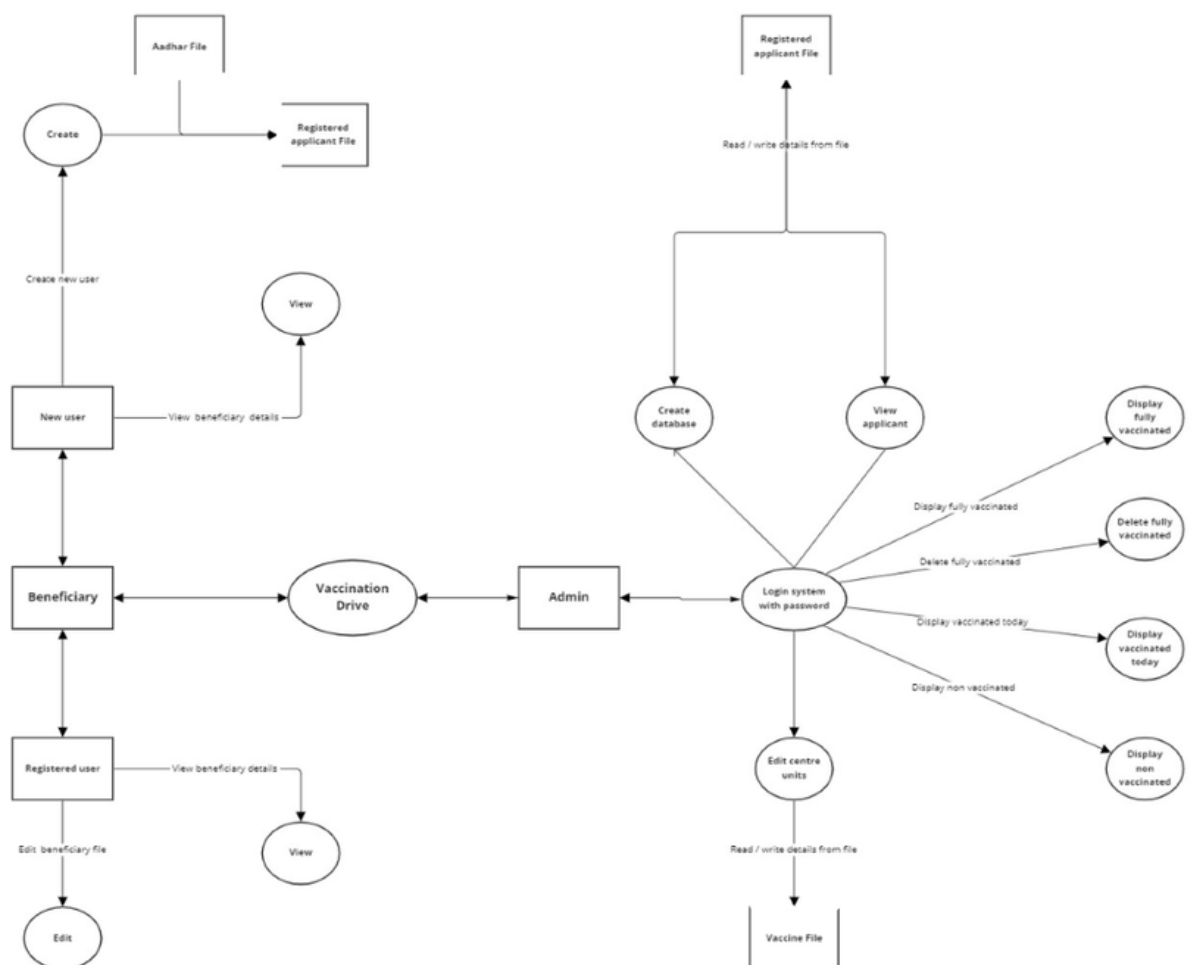 Aadhar File
Registered
applicant File
Create
Registered
applicant File
Read / write details from file
Create new user
View
New user
View beneficiary details
Create
database
View
applicant
Display
fully
vaccinated
Display fully vaccinated
Delete fully
vaccinated
Delete fully vaccinated
Beneficiary
Vaccination
Drive
Admin
Login system
with password
Display vaccinated today
Display
vaccinated
today
Display non vaccinated
Registered user
View beneficiary details
Edit centre
units
Display
non
vaccinated
Edit beneficiary file
View
Read / write details from file
Edit
Vaccine File